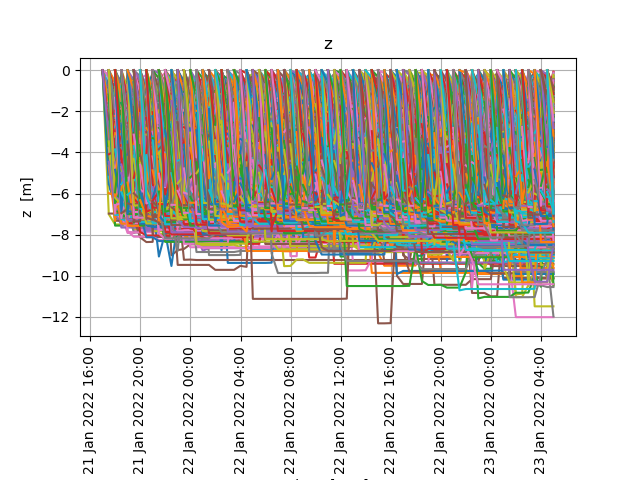 z
0
−2
−4
−6
−8
−10
−12
z [m]
21 Jan 2022 16:00
21 Jan 2022 20:00
22 Jan 2022 00:00
22 Jan 2022 04:00
22 Jan 2022 08:00
22 Jan 2022 12:00
22 Jan 2022 16:00
22 Jan 2022 20:00
23 Jan 2022 00:00
23 Jan 2022 04:00